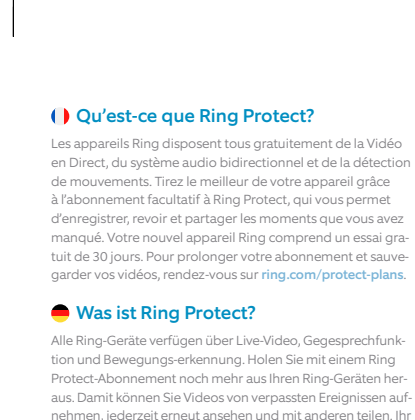 Qu'est-ce que Ring Protect?
Les appareils Ring disposent tous gratuitement de la Vidéo
en Direct, du système audio bidirectionnel et de la détection
de mouvements. Tirez le meilleur de votre appareil grâce
à l'abonnement facultatif à Ring Protect, qui vous permet
d'enregistrer, revoir et partager les moments que vous avez
manqué. Votre nouvel appareil Ring comprend un essai gra-
tuit de 30 jours. Pour prolonger votre abonnement et sauve-
garder vos vidéos, rendez-vous sur ring.com/protect-plans.
Was ist Ring Protect?
Alle Ring-Geräte verfügen über Live-Video, Gegesprechfunk-
tion und Bewegungs-erkennung. Holen Sie mit einem Ring
Protect-Abonnement noch mehr aus Ihren Ring-Geräten her-
aus. Damit können Sie Videos von verpassten Ereignissen auf-
nehmen, jederzeit erneut ansehen und mit anderen teilen. Ihr